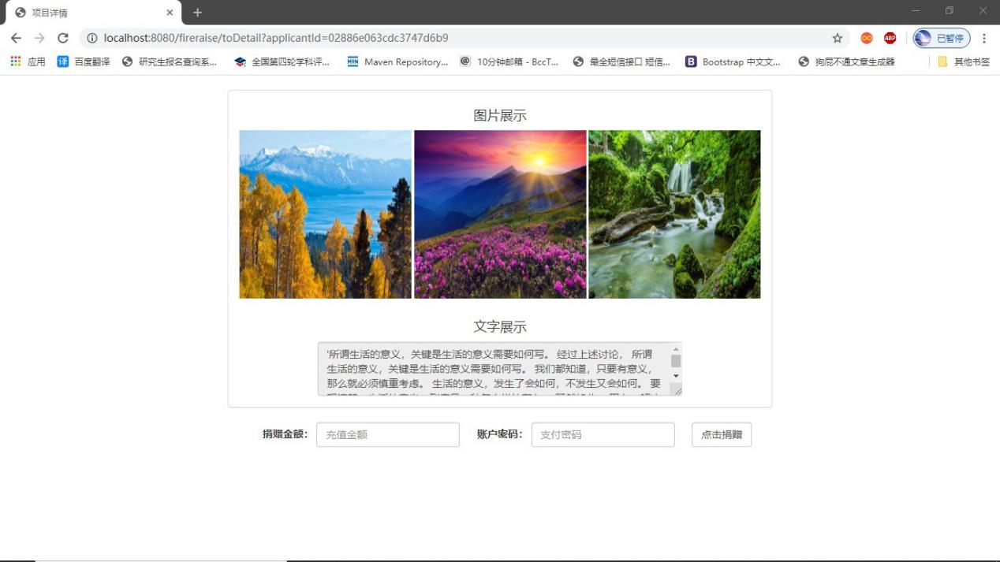 项目详情
localhost:8080/fireraise/toDetail?applicantId=02886e063cdc3747d6b9
ABP
已暂停
应用
译 百度翻译
研究生报名查询系...
全国第四轮学科评...
MVN Maven Repository...
@ 10分钟邮箱 - BccT...
最全短信接口 短信...
B Bootstrap 中文文...
狗屁不通文章生成器
其他书签
图片展示
文字展示
'所谓生活的意义，关键是生活的意义需要如何写。 经过上述讨论， 所谓
生活的意义，关键是生活的意义需要如何写。 我们都知道，只要有意义，
那么就必须慎重考虑。 生活的意义，发生了会如何，不发生又会如何。 要
捐赠金额： 充值金额 账户密码： 支付密码 点击捐赠